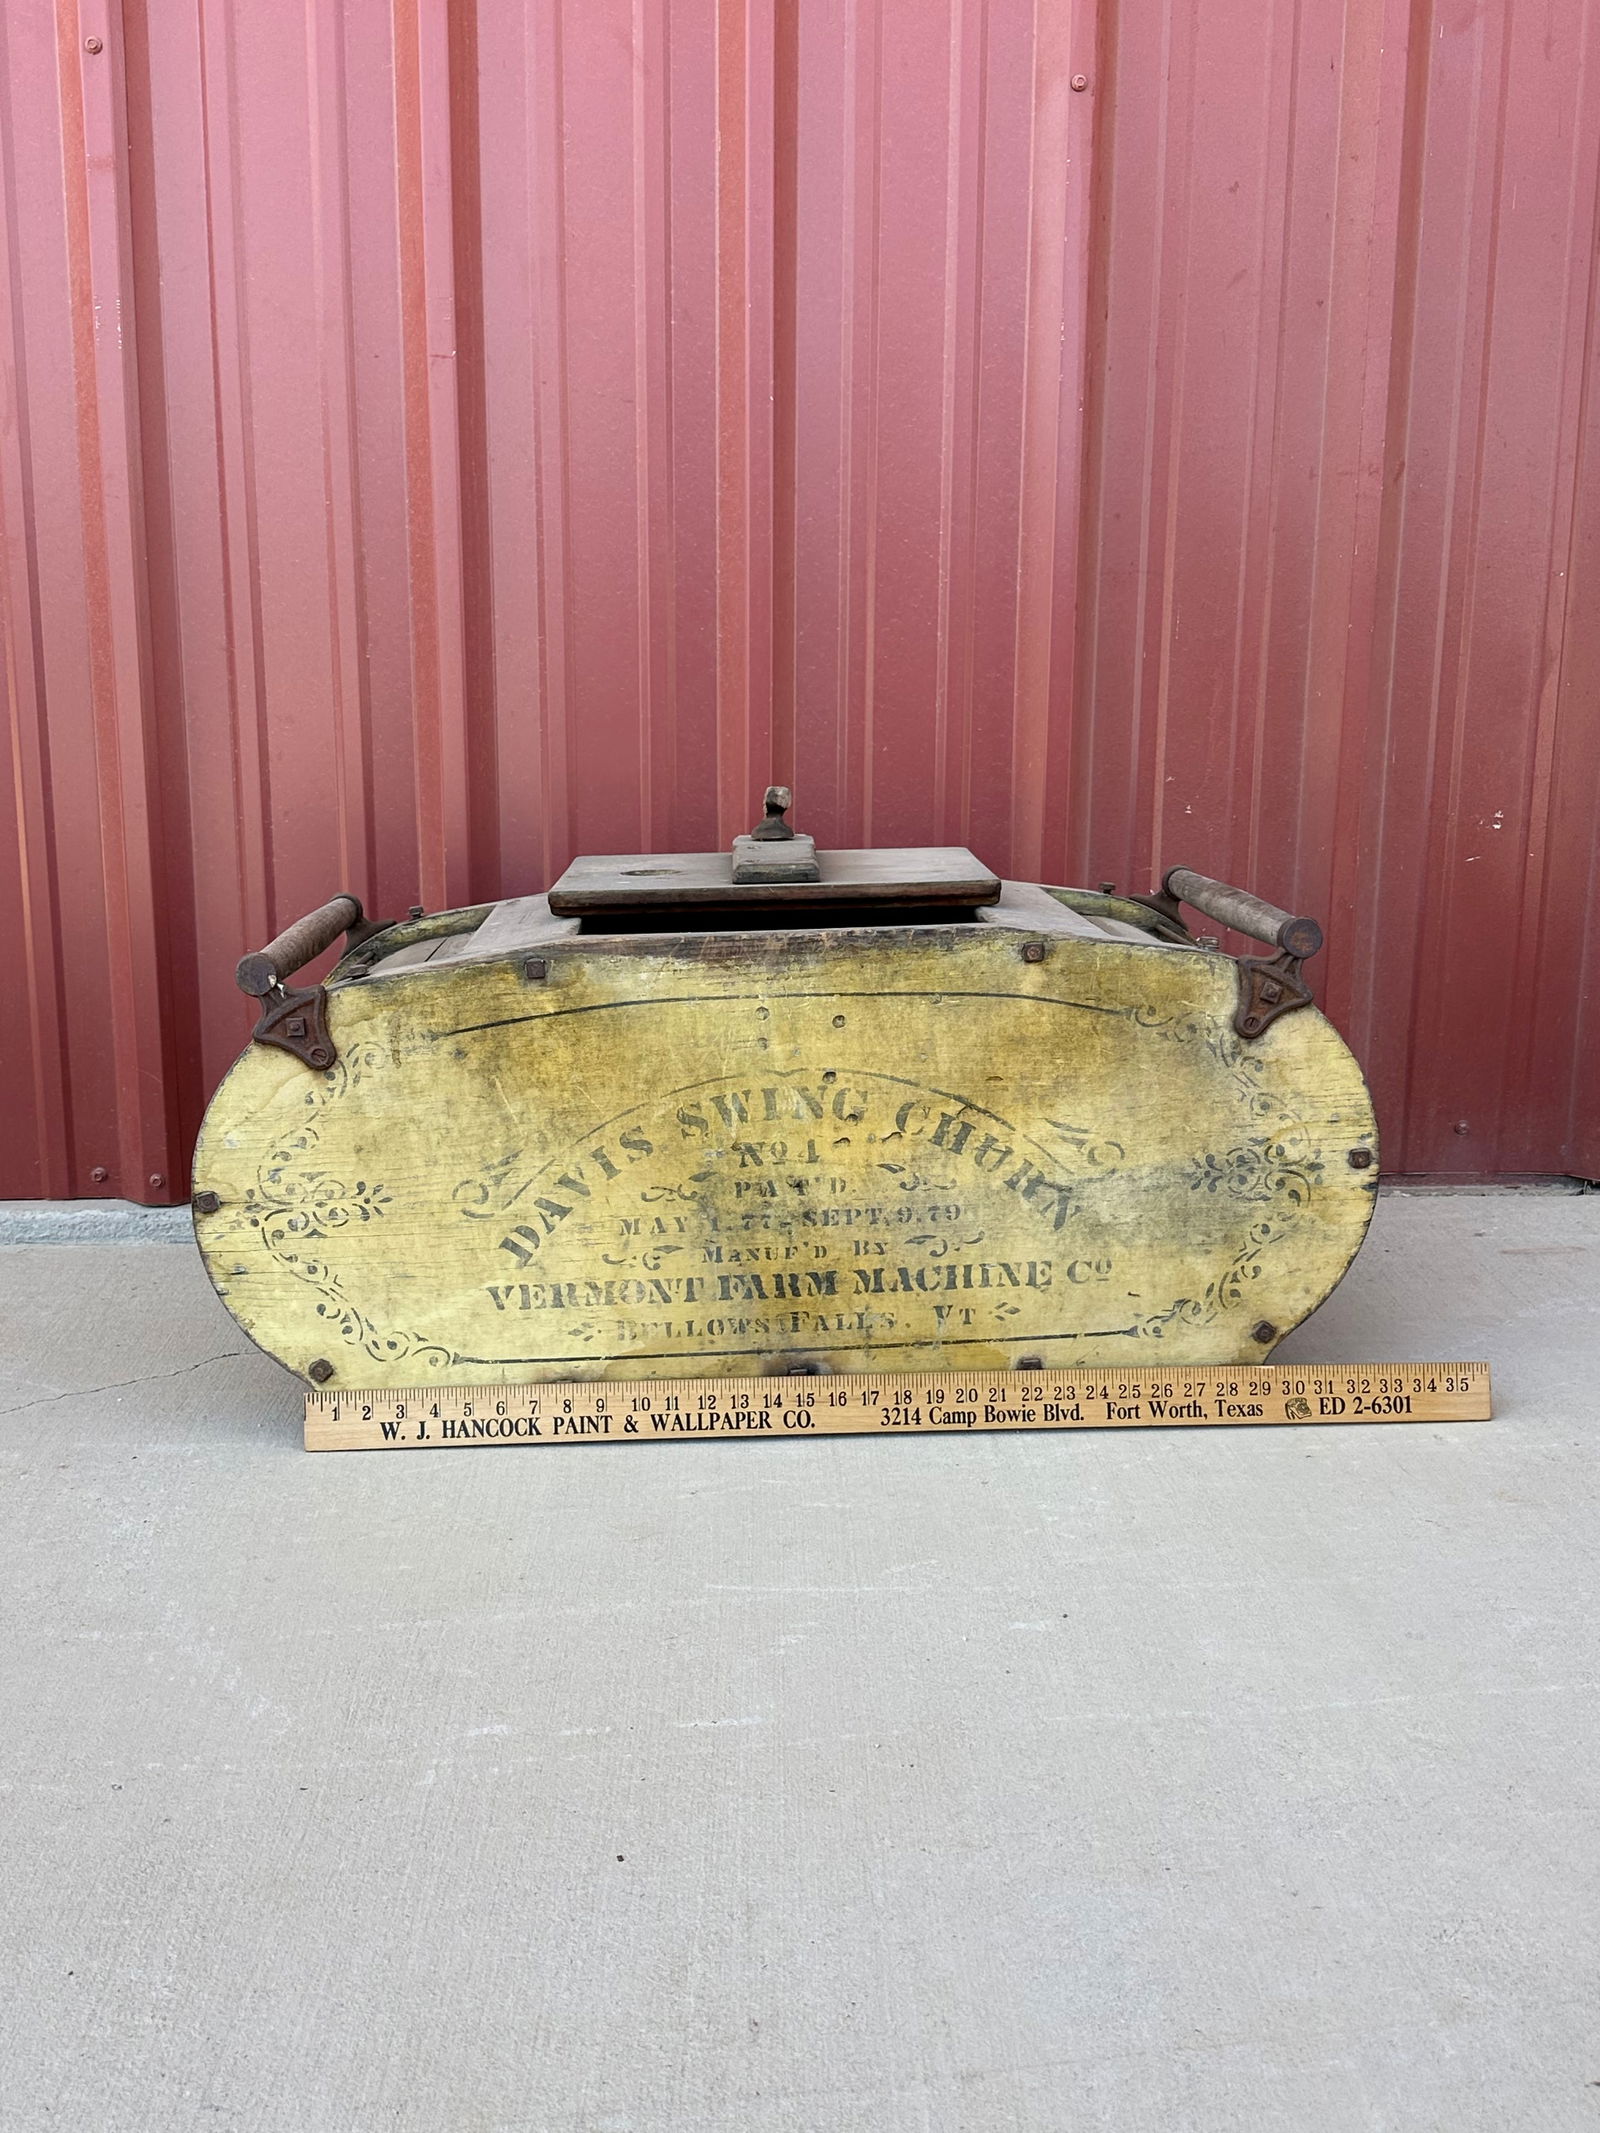 DAVIS SWING CHURN
No 4
PAT'D
MAY 1.77_SEPT.9.79
MANUF'D BY
VERMONT FARM MACHINE Co
BELLOWS FALLS. VT
1 2 3 4 5 6 7 8 9 10 11 12 13 14 15 16 17 18 19 20 21 22 23 24 25 26 27 28 29 30 31 32 33 34 35
W. J. HANCOCK PAINT & WALLPAPER CO. 3214 Camp Bowie Blvd. Fort Worth, Texas ED 2-6301